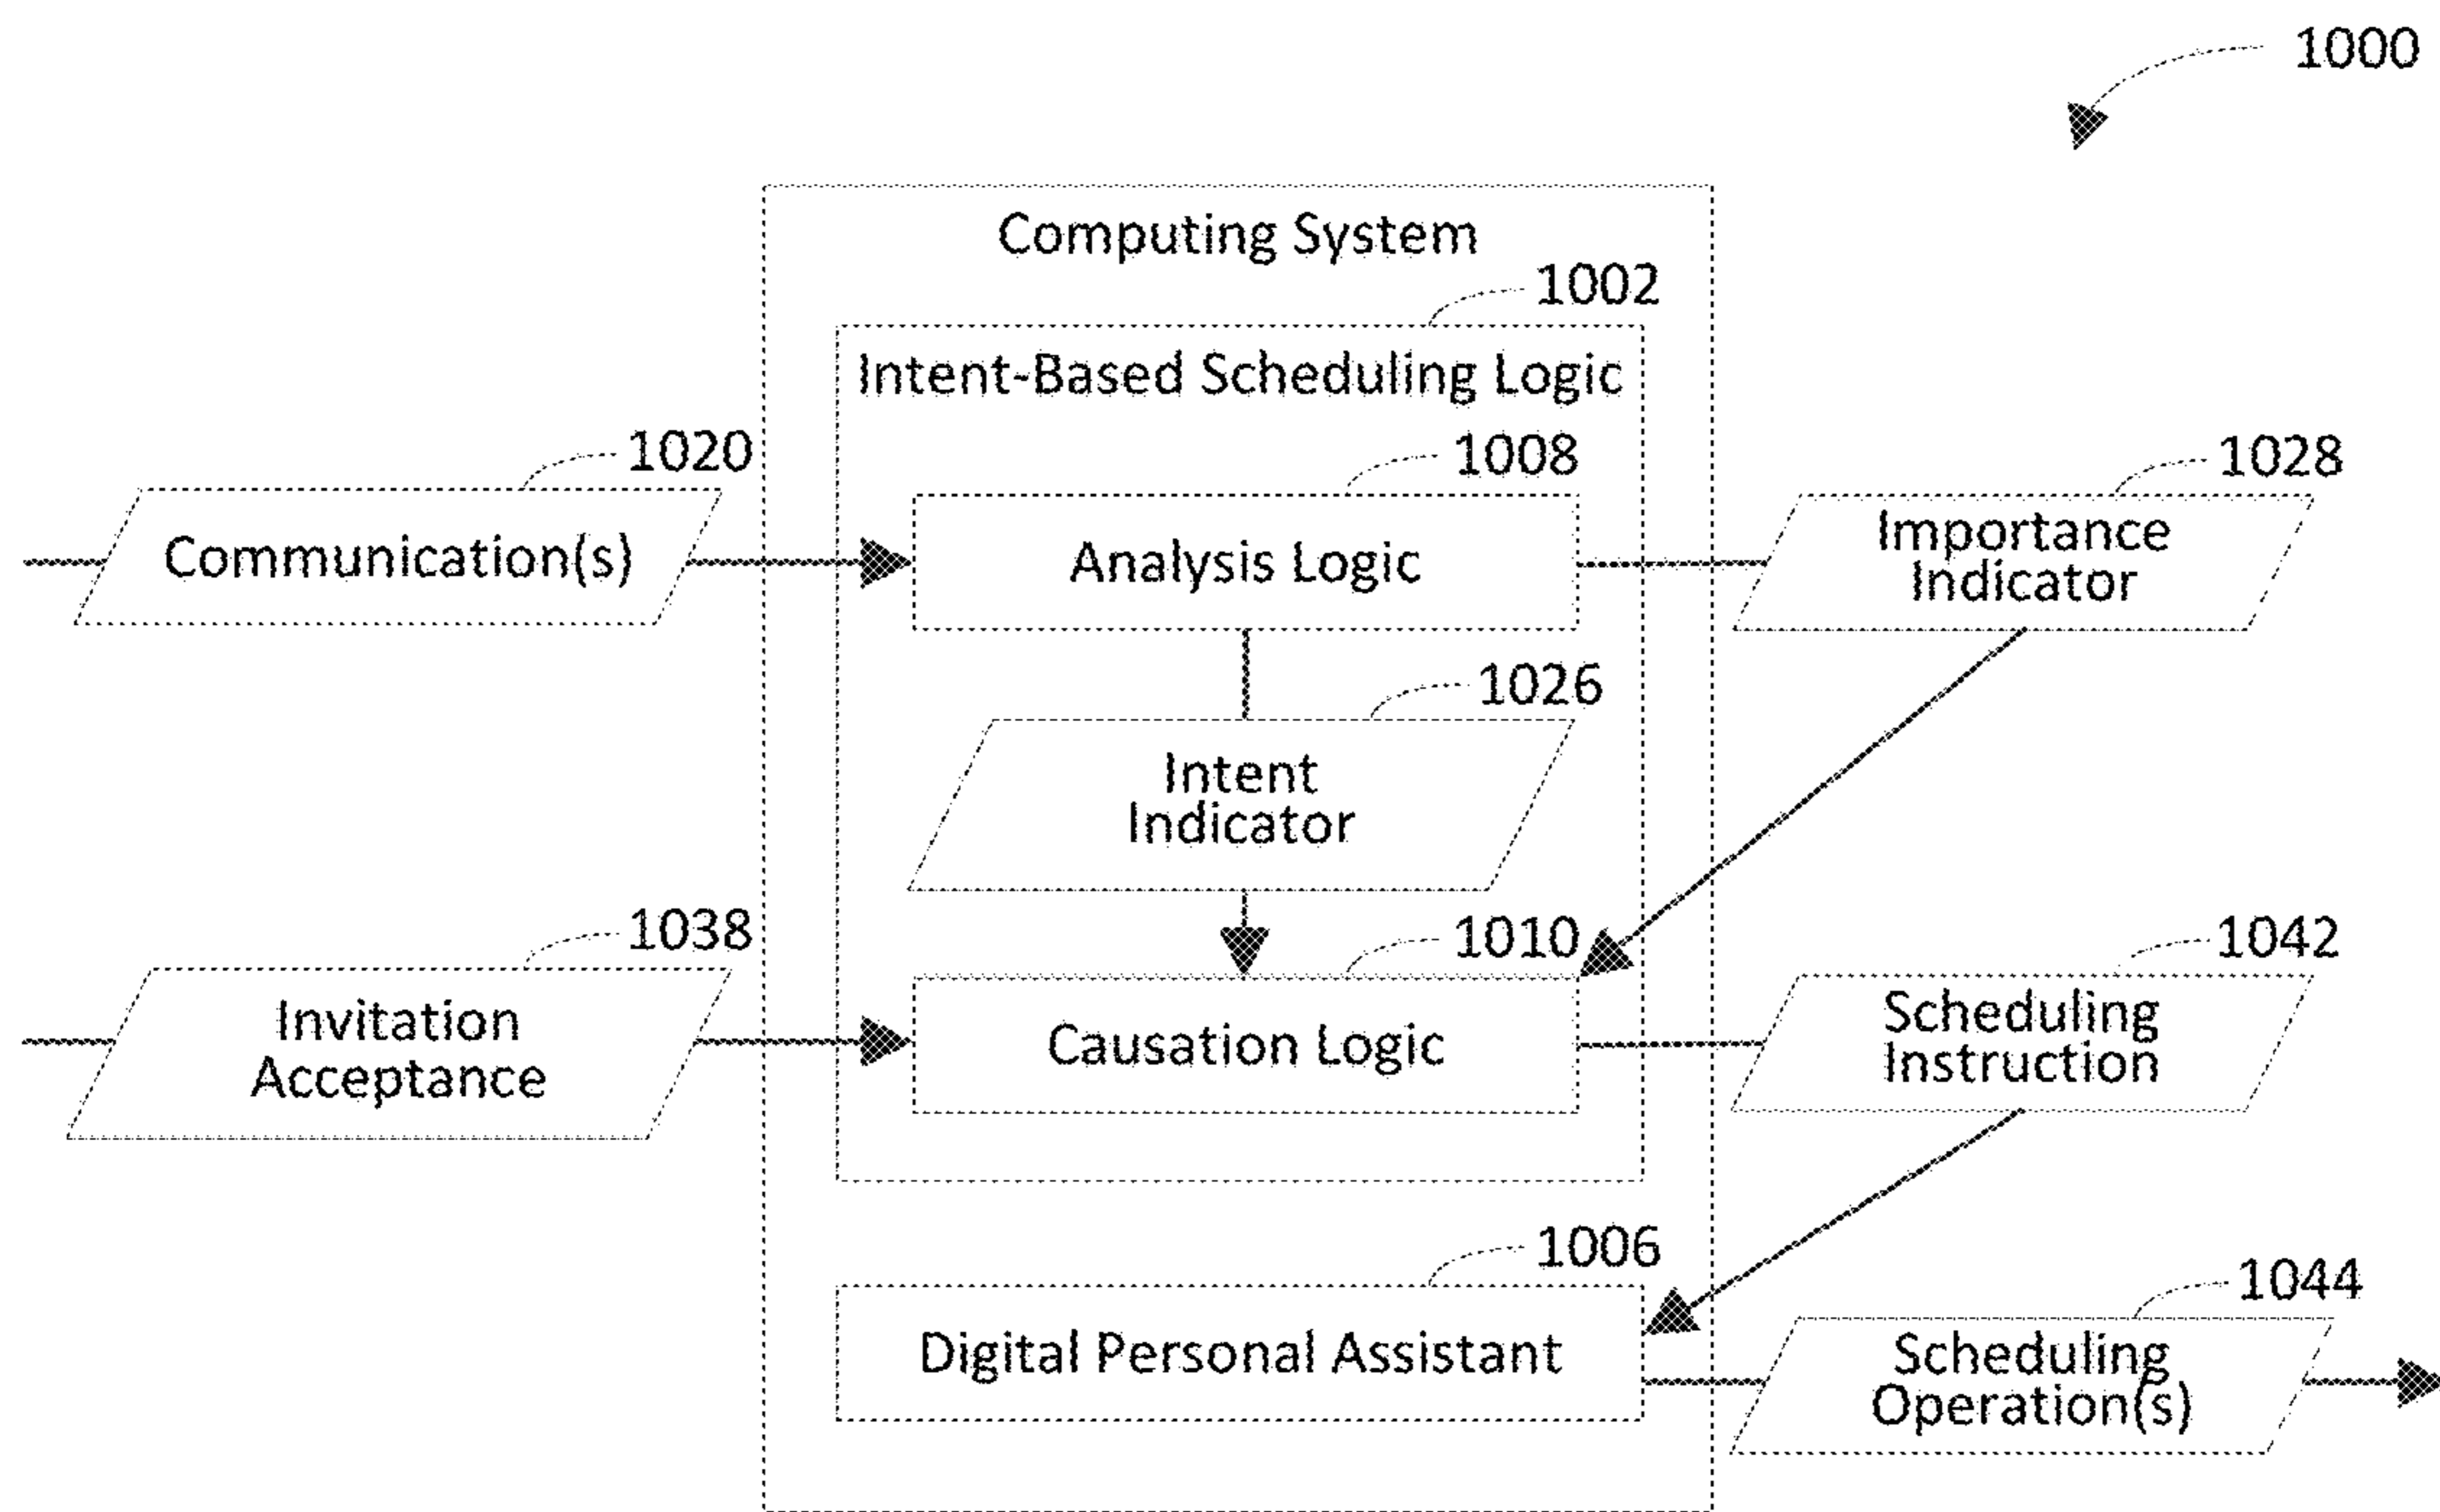 1000
Computing System
1002
Intent-Based Scheduling Logic
1020
1008
1028
Communication(s)
Analysis Logic
Importance
Indicator
1026
Intent
Indicator
1038
1010
1042
Invitation
Acceptance
Causation Logic
Scheduling
Instruction
1006
1044
Digital Personal Assistant
Scheduling
Operation(s)